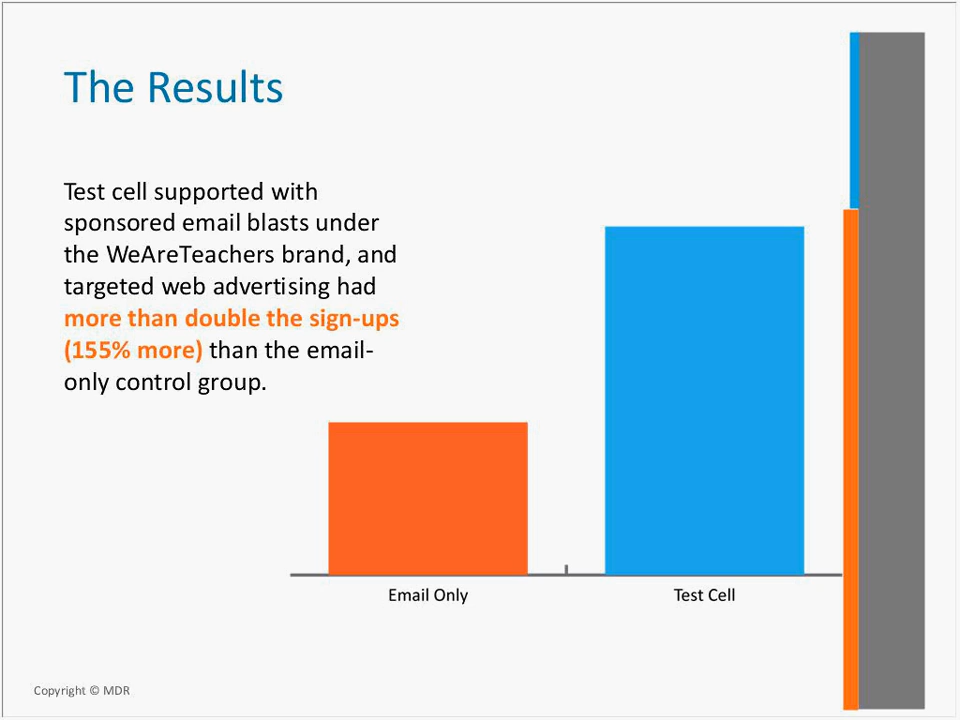 The Results
Test cell supported with
sponsored email blasts under
the WeAreTeachers brand, and
targeted web advertising had
more than double the sign-ups
(155% more) than the email-
only control group.
Email Only
Test Cell
Copyright © MDR